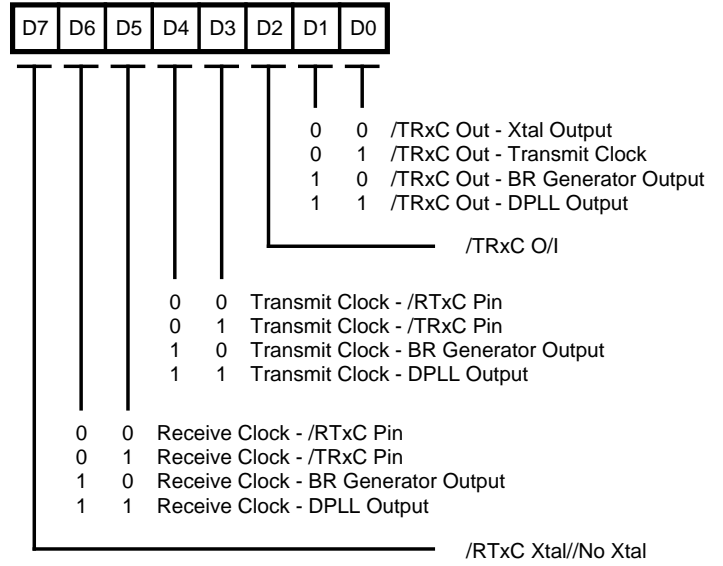 D7 D6 D5 D4 D3 D2 D1 D0
0 0 /TRxC Out - Xtal Output
0 1 /TRxC Out - Transmit Clock
1 0 /TRxC Out - BR Generator Output
1 1 /TRxC Out - DPLL Output
/TRxC O/I
0 0 Transmit Clock - /RTxC Pin
0 1 Transmit Clock - /TRxC Pin
1 0 Transmit Clock - BR Generator Output
1 1 Transmit Clock - DPLL Output
0 0 Receive Clock - /RTxC Pin
0 1 Receive Clock - /TRxC Pin
1 0 Receive Clock - BR Generator Output
1 1 Receive Clock - DPLL Output
/RTxC Xtal//No Xtal